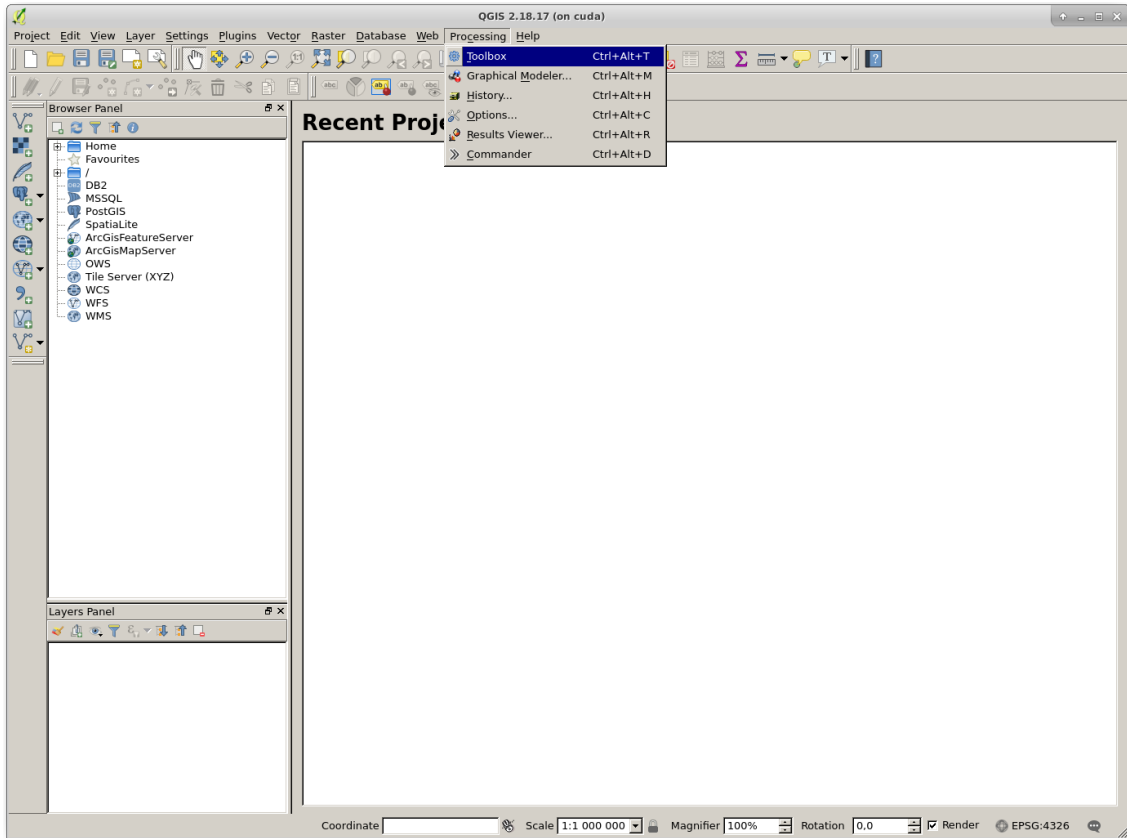 QGIS 2.18.17 (on cuda)
Project Edit View Layer Settings Plugins Vector Raster Database Web Processing Help
Toolbox Ctrl+Alt+T
Graphical Modeler... Ctrl+Alt+M
History... Ctrl+Alt+H
Options... Ctrl+Alt+C
Results Viewer... Ctrl+Alt+R
Commander Ctrl+Alt+D
Browser Panel
Home
Favourites
/
DB2
MSSQL
PostGIS
SpatiaLite
ArcGisFeatureServer
ArcGisMapServer
OWS
Tile Server (XYZ)
WCS
WFS
WMS
Recent Proje
Layers Panel
Coordinate Scale 1:1 000 000 Magnifier 100% Rotation 0,0 Render EPSG:4326